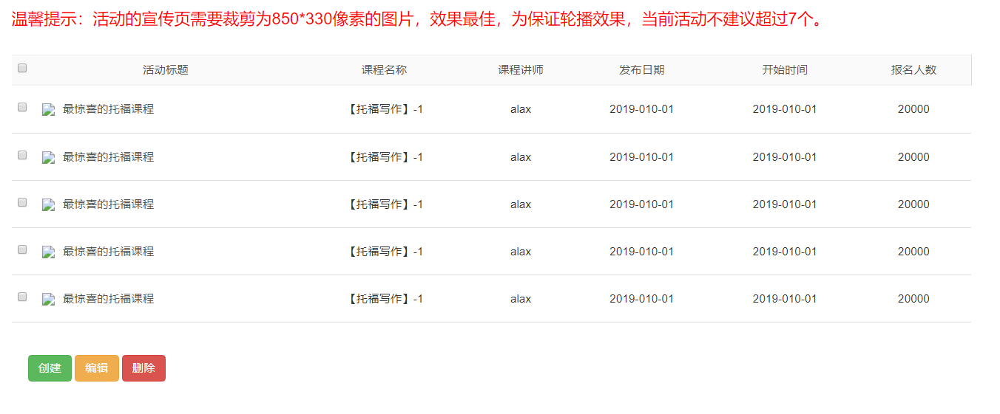 温馨提示：活动的宣传页需要裁剪为850*330像素的图片，效果最佳，为保证轮播效果，当前活动不建议超过7个。
活动标题 课程名称 课程讲师 发布日期 开始时间 报名人数
最惊喜的托福课程 【托福写作】-1 alax 2019-010-01 2019-010-01 20000
最惊喜的托福课程 【托福写作】-1 alax 2019-010-01 2019-010-01 20000
最惊喜的托福课程 【托福写作】-1 alax 2019-010-01 2019-010-01 20000
最惊喜的托福课程 【托福写作】-1 alax 2019-010-01 2019-010-01 20000
最惊喜的托福课程 【托福写作】-1 alax 2019-010-01 2019-010-01 20000
创建 编辑 删除